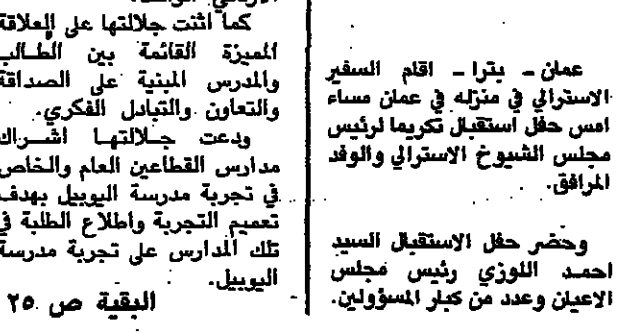 كما اثنت جلالتها على العلاقة
المميزة القائمة بين الطالب
والمدرس المبنية على الصداقة
والتعاون والتبادل الفكري.
ودعت جلالتها اشراك
مدارس القطاعين العام والخاص
في تجربة مدرسة اليوبيل بهدف
تعميم التجربة واطلاع الطلبة في
تلك المدارس على تجربة مدرسة
اليوبيل.
البقية ص ٢٥
عمان - بترا - اقام السفير
الاسترالي في منزله في عمان مساء
امس حفل استقبال تكريما لرئيس
مجلس الشيوخ الاسترالي والوفد
المرافق.
وحضر حفل الاستقبال السيد
احمد اللوزي رئيس مجلس
الاعيان وعدد من كبار المسؤولين.